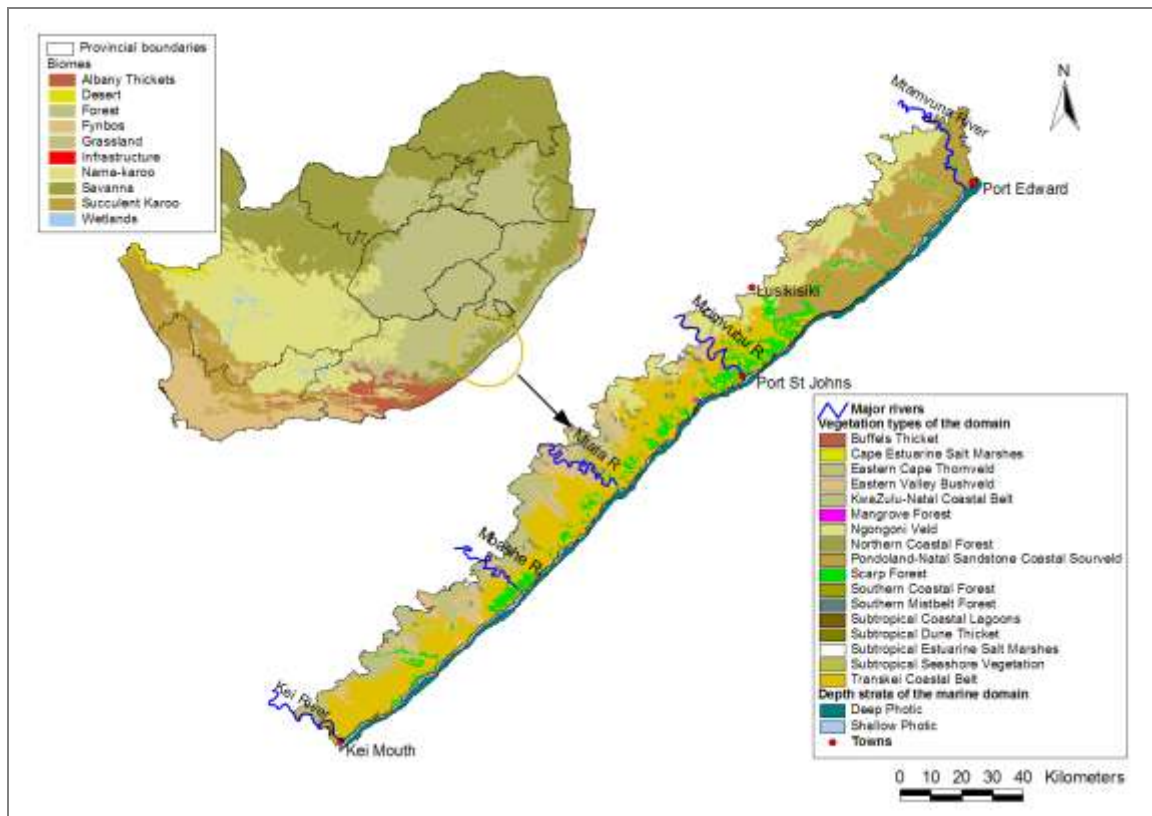 Provincial boundaries
Biomes
Albany Thickets
Desert
Forest
Fynbos
Grassland
Infrastructure
Nama-karoo
Savanna
Succulent Karoo
Wetlands
N
Mtamvuna River
Port Edward
Lusikisiki
Mzimvubu R.
Port St Johns
Mtata R.
Mbashe R.
Kei River
Kei Mouth
Major rivers
Vegetation types of the domain
Buffels Thicket
Cape Estuarine Salt Marshes
Eastern Cape Thornveld
Eastern Valley Bushveld
KwaZulu-Natal Coastal Belt
Mangrove Forest
Ngongoni Veld
Northern Coastal Forest
Pondoland-Natal Sandstone Coastal Sourveld
Scarp Forest
Southern Coastal Forest
Southern Mistbelt Forest
Subtropical Coastal Lagoons
Subtropical Dune Thicket
Subtropical Estuarine Salt Marshes
Subtropical Seashore Vegetation
Transkei Coastal Belt
Depth strata of the marine domain
Deep Photic
Shallow Photic
Towns
0 10 20 30 40 Kilometers